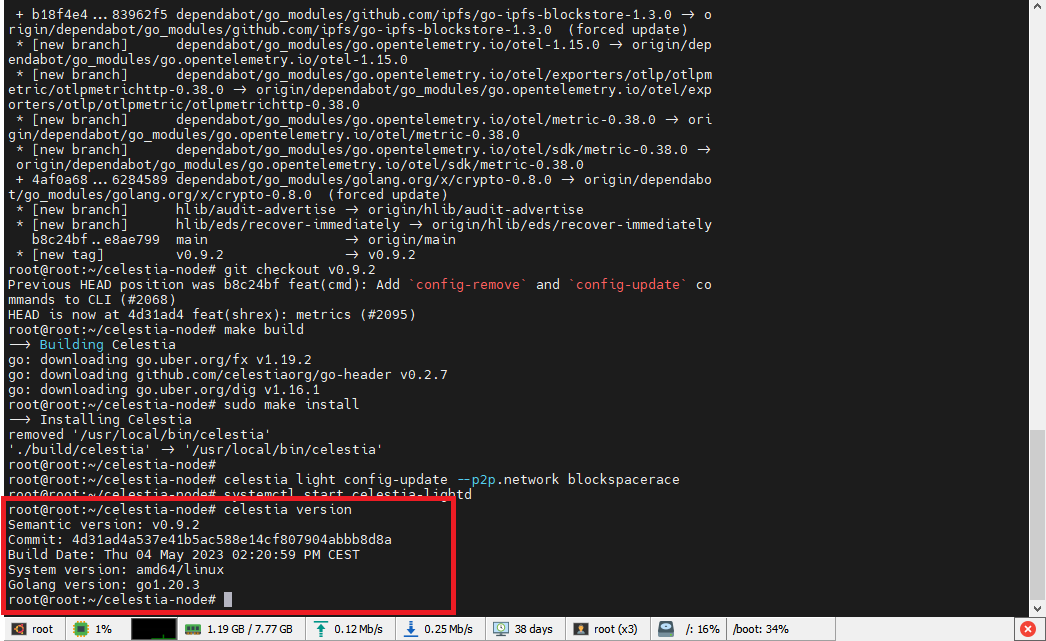 + b18f4e4...83962f5 dependabot/go_modules/github.com/ipfs/go-ipfs-blockstore-1.3.0 -> o
rigin/dependabot/go_modules/github.com/ipfs/go-ipfs-blockstore-1.3.0  (forced update)
 * [new branch]      dependabot/go_modules/go.opentelemetry.io/otel-1.15.0 -> origin/dep
endabot/go_modules/go.opentelemetry.io/otel-1.15.0
 * [new branch]      dependabot/go_modules/go.opentelemetry.io/otel/exporters/otlp/otlpm
etric/otlpmetrichttp-0.38.0 -> origin/dependabot/go_modules/go.opentelemetry.io/otel/exp
orters/otlp/otlpmetric/otlpmetrichttp-0.38.0
 * [new branch]      dependabot/go_modules/go.opentelemetry.io/otel/metric-0.38.0 -> ori
gin/dependabot/go_modules/go.opentelemetry.io/otel/metric-0.38.0
 * [new branch]      dependabot/go_modules/go.opentelemetry.io/otel/sdk/metric-0.38.0 ->
 origin/dependabot/go_modules/go.opentelemetry.io/otel/sdk/metric-0.38.0
 + 4af0a68...6284589 dependabot/go_modules/golang.org/x/crypto-0.8.0 -> origin/dependabo
t/go_modules/golang.org/x/crypto-0.8.0  (forced update)
 * [new branch]      hlib/audit-advertise -> origin/hlib/audit-advertise
 * [new branch]      hlib/eds/recover-immediately -> origin/hlib/eds/recover-immediately
   b8c24bf..e8ae799  main                 -> origin/main
 * [new tag]         v0.9.2               -> v0.9.2
root@root:~/celestia-node# git checkout v0.9.2
Previous HEAD position was b8c24bf feat(cmd): Add `config-remove` and `config-update` co
mmands to CLI (#2068)
HEAD is now at 4d31ad4 feat(shrex): metrics (#2095)
root@root:~/celestia-node# make build
--> Building Celestia
go: downloading go.uber.org/fx v1.19.2
go: downloading github.com/celestiaorg/go-header v0.2.7
go: downloading go.uber.org/dig v1.16.1
root@root:~/celestia-node# sudo make install
--> Installing Celestia
removed '/usr/local/bin/celestia'
'./build/celestia' -> '/usr/local/bin/celestia'
root@root:~/celestia-node#
root@root:~/celestia-node# celestia light config-update --p2p.network blockspacerace
root@root:~/celestia-node# systemctl start celestia-lightd
root@root:~/celestia-node# celestia version
Semantic version: v0.9.2
Commit: 4d31ad4a537e41b5ac588e14cf807904abbb8d8a
Build Date: Thu 04 May 2023 02:20:59 PM CEST
System version: amd64/linux
Golang version: go1.20.3
root@root:~/celestia-node#
root 1% 1.19 GB / 7.77 GB 0.12 Mb/s 0.25 Mb/s 38 days root (x3) /: 16% /boot: 34%